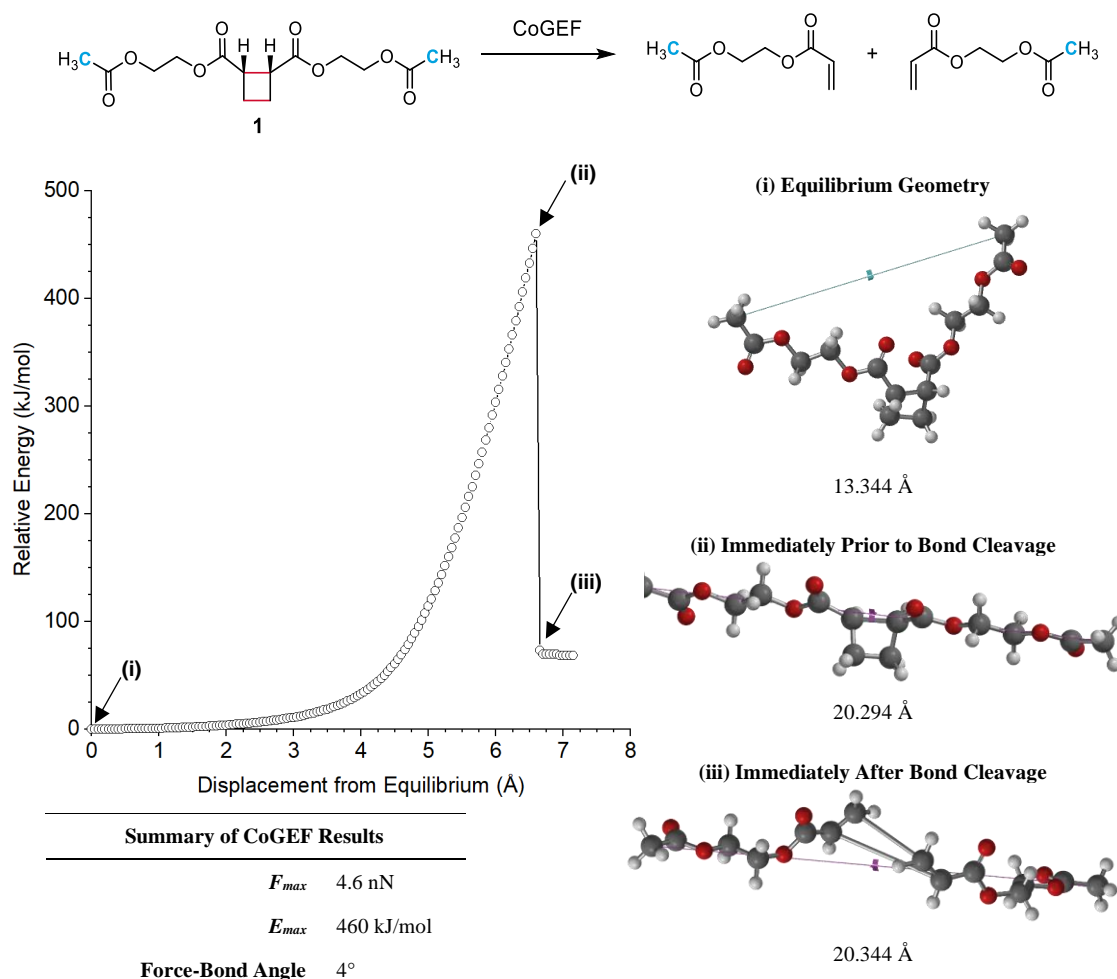 CoGEF
H₃C O O O H H O O O O CH₃ O
1
H₃C O O O O
+
O O O CH₃ O
(i) Equilibrium Geometry
13.344 Å
(ii) Immediately Prior to Bond Cleavage
20.294 Å
(iii) Immediately After Bond Cleavage
20.344 Å
Relative Energy (kJ/mol)
500
400
300
200
100
0
0 1 2 3 4 5 6 7 8
Displacement from Equilibrium (Å)
(i)
(ii)
(iii)
Summary of CoGEF Results
Fmax 4.6 nN
Emax 460 kJ/mol
Force-Bond Angle 4°